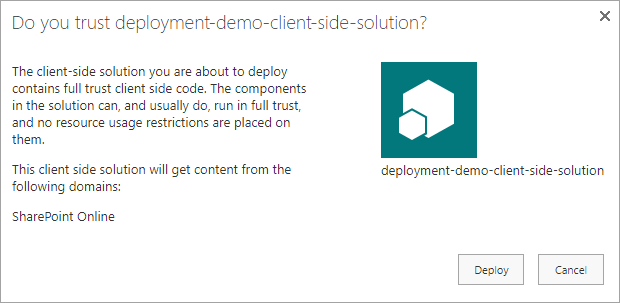 Do you trust deployment-demo-client-side-solution?
The client-side solution you are about to deploy
contains full trust client side code. The components
in the solution can, and usually do, run in full trust,
and no resource usage restrictions are placed on
them.
This client side solution will get content from the
following domains:
SharePoint Online
deployment-demo-client-side-solution
Deploy
Cancel